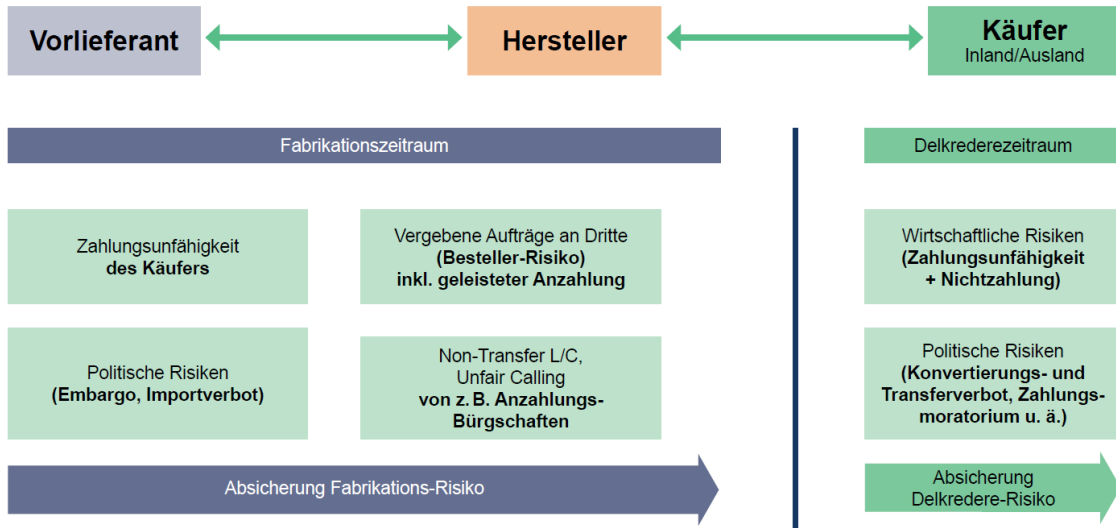 Vorlieferant
Hersteller
Käufer
Inland/Ausland
Fabrikationszeitraum
Delkrederezeitraum
Zahlungsunfähigkeit
des Käufers
Vergebene Aufträge an Dritte
(Besteller-Risiko)
inkl. geleisteter Anzahlung
Wirtschaftliche Risiken
(Zahlungsunfähigkeit
+ Nichtzahlung)
Politische Risiken
(Embargo, Importverbot)
Non-Transfer L/C,
Unfair Calling
von z. B. Anzahlungs-
Bürgschaften
Politische Risiken
(Konvertierungs- und
Transferverbot, Zahlungs-
moratorium u. ä.)
Absicherung Fabrikations-Risiko
Absicherung
Delkredere-Risiko